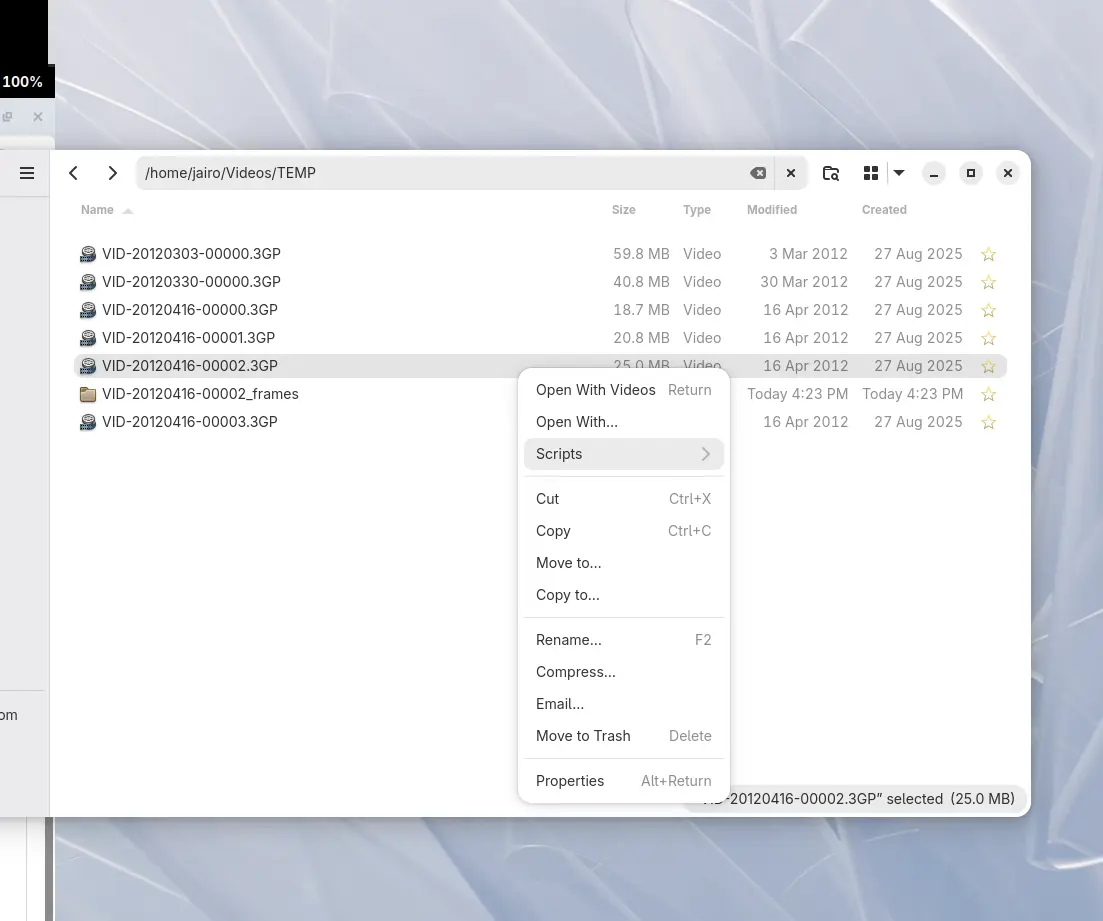 100%
/home/jairo/Videos/TEMP
Name Size Type Modified Created
VID-20120303-00000.3GP 59.8 MB Video 3 Mar 2012 27 Aug 2025
VID-20120330-00000.3GP 40.8 MB Video 30 Mar 2012 27 Aug 2025
VID-20120416-00000.3GP 18.7 MB Video 16 Apr 2012 27 Aug 2025
VID-20120416-00001.3GP 20.8 MB Video 16 Apr 2012 27 Aug 2025
VID-20120416-00002.3GP 25.0 MB Video 16 Apr 2012 27 Aug 2025
VID-20120416-00002_frames Today 4:23 PM Today 4:23 PM
VID-20120416-00003.3GP 16 Apr 2012 27 Aug 2025
Open With Videos Return
Open With...
Scripts
Cut Ctrl+X
Copy Ctrl+C
Move to...
Copy to...
Rename... F2
Compress...
Email...
Move to Trash Delete
Properties Alt+Return
om
VID-20120416-00002.3GP” selected (25.0 MB)